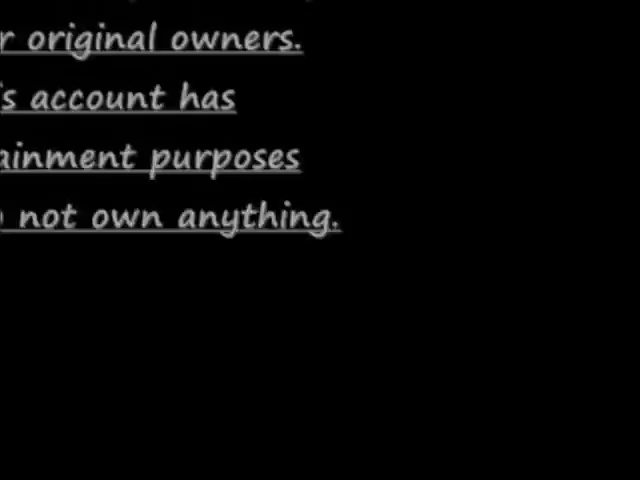 r original owners.
's account has
ainment purposes
not own anything.